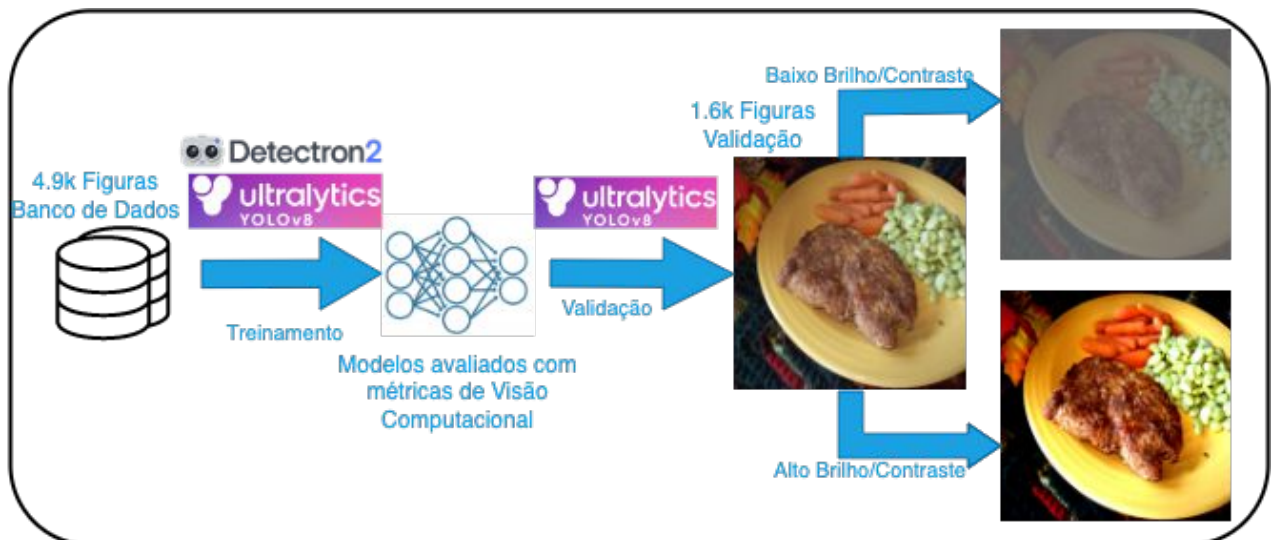 4.9k Figuras
Banco de Dados
Detectron2
ultralytics
YOLOv8
Treinamento
Modelos avaliados com
métricas de Visão
Computacional
ultralytics
YOLOv8
Validação
1.6k Figuras
Validação
Baixo Brilho/Contraste
Alto Brilho/Contraste